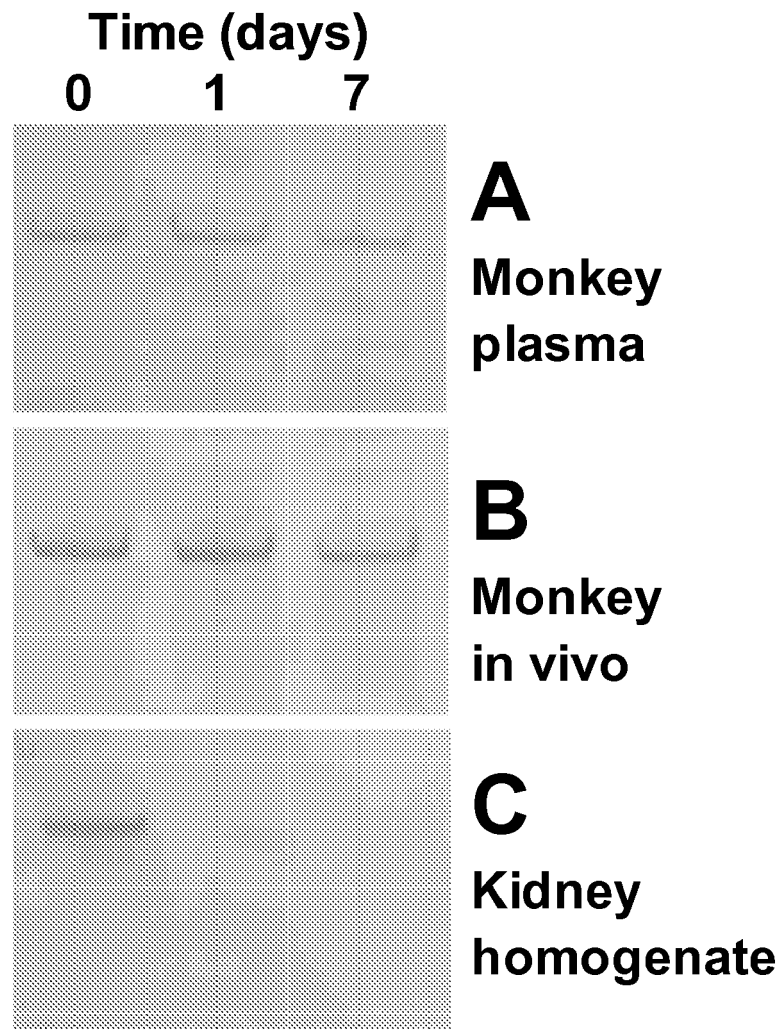 Time (days)
0 1 7
A
Monkey
plasma
B
Monkey
in vivo
C
Kidney
homogenate